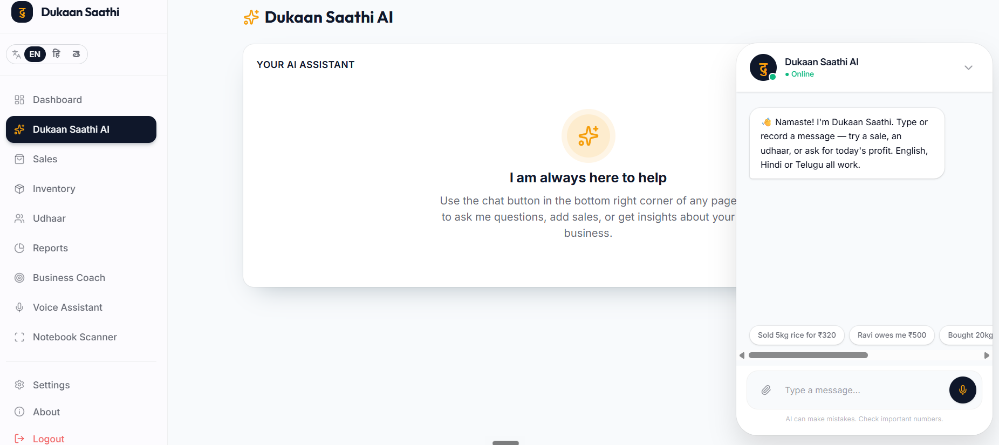 दु
Dukaan Saathi
EN
हिं
తె
Dashboard
Dukaan Saathi AI
Sales
Inventory
Udhaar
Reports
Business Coach
Voice Assistant
Notebook Scanner
Settings
About
Logout
Dukaan Saathi AI
YOUR AI ASSISTANT
I am always here to help
Use the chat button in the bottom right corner of any page
to ask me questions, add sales, or get insights about your
business.
दु
Dukaan Saathi AI
● Online
👋 Namaste! I'm Dukaan Saathi. Type or
record a message — try a sale, an
udhaar, or ask for today's profit. English,
Hindi or Telugu all work.
Sold 5kg rice for ₹320
Ravi owes me ₹500
Bought 20kg
Type a message...
AI can make mistakes. Check important numbers.